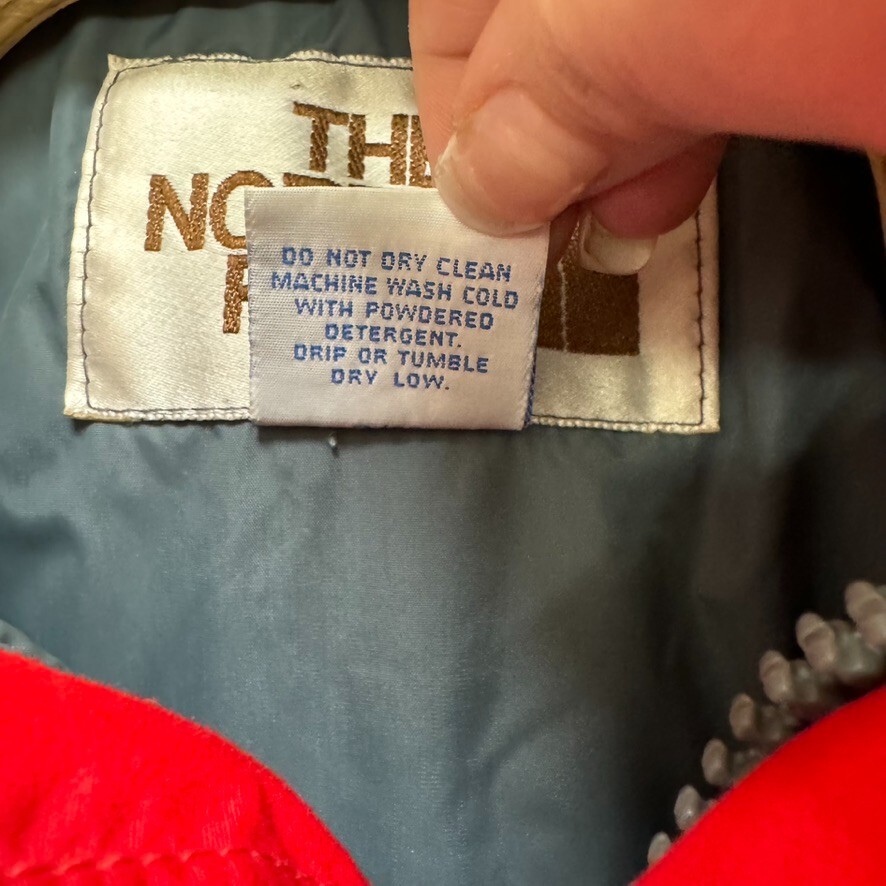 THE
DO NOT DRY CLEAN
MACHINE WASH COLD
WITH POWDERED
DETERGENT.
DRIP OR TUMBLE
DRY LOW.